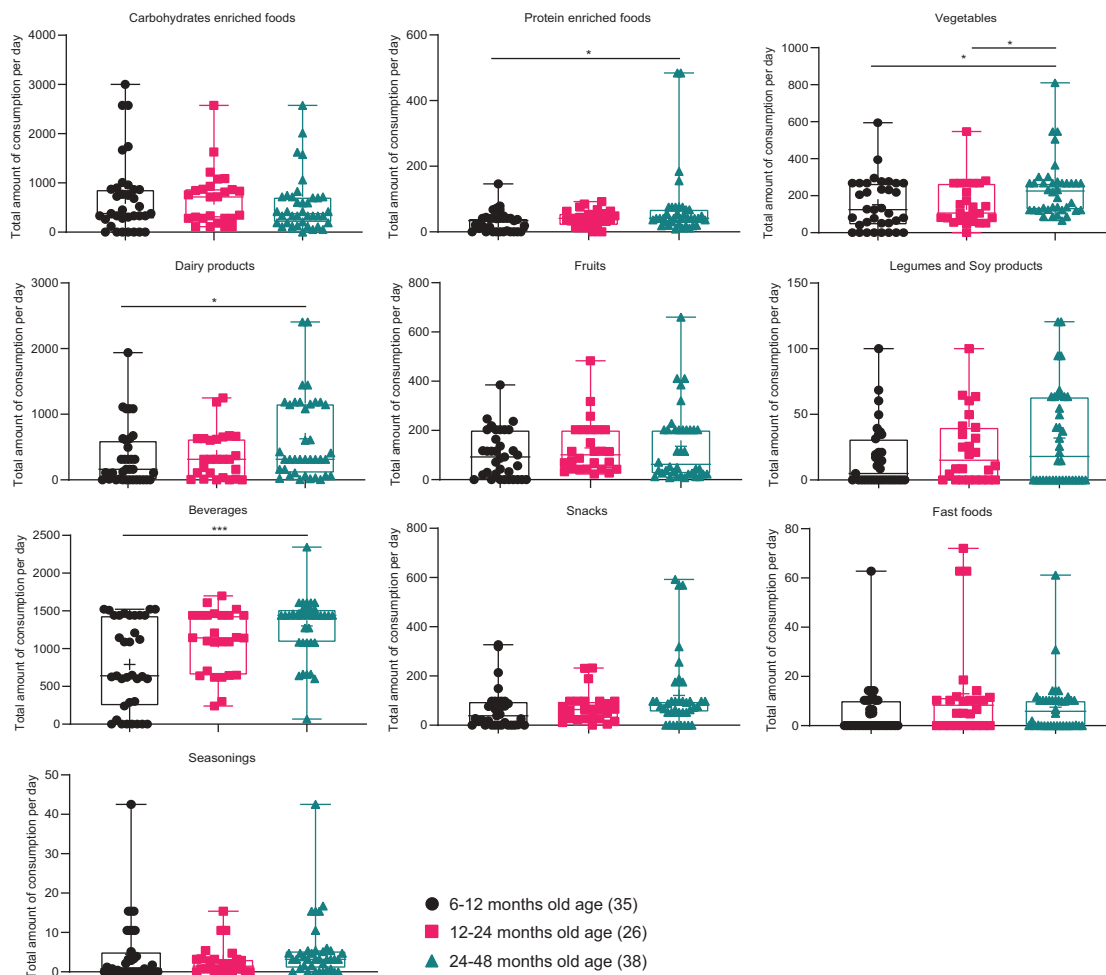 Carbohydrates enriched foods
Total amount of consumption per day
4000
3000
2000
1000
0
Protein enriched foods
Total amount of consumption per day
600
400
200
0
*
Vegetables
Total amount of consumption per day
1000
800
600
400
200
0
*
*
Dairy products
Total amount of consumption per day
3000
2000
1000
0
*
Fruits
Total amount of consumption per day
800
600
400
200
0
Legumes and Soy products
Total amount of consumption per day
150
100
50
0
Beverages
Total amount of consumption per day
2500
2000
1500
1000
500
0
***
Snacks
Total amount of consumption per day
800
600
400
200
0
Fast foods
Total amount of consumption per day
80
60
40
20
0
Seasonings
Total amount of consumption per day
50
40
30
20
10
0
6-12 months old age (35)
12-24 months old age (26)
24-48 months old age (38)